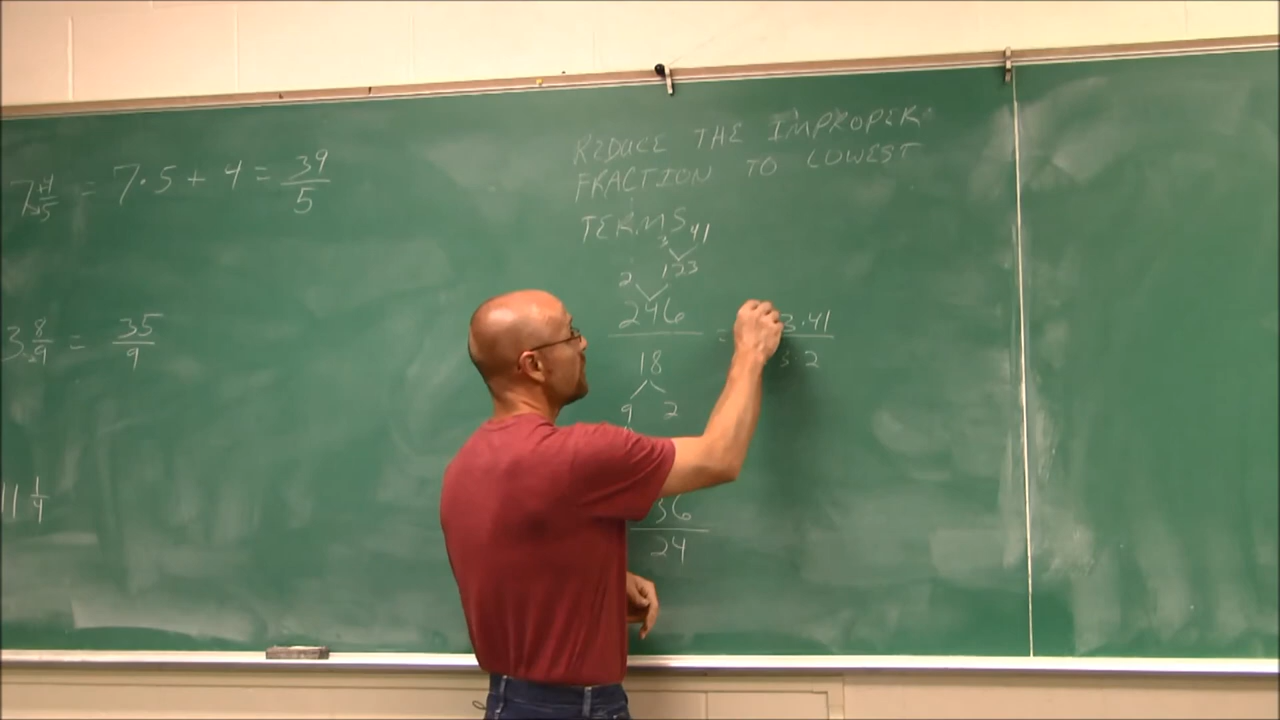 7 4/5 = 7·5 + 4 = 39/5
3 8/9 = 35/9
11 1/4
REDUCE THE IMPROPER
FRACTION TO LOWEST
TERMS
3 41
2 123
246
18
9 2
= 3·41
3 2
36
24